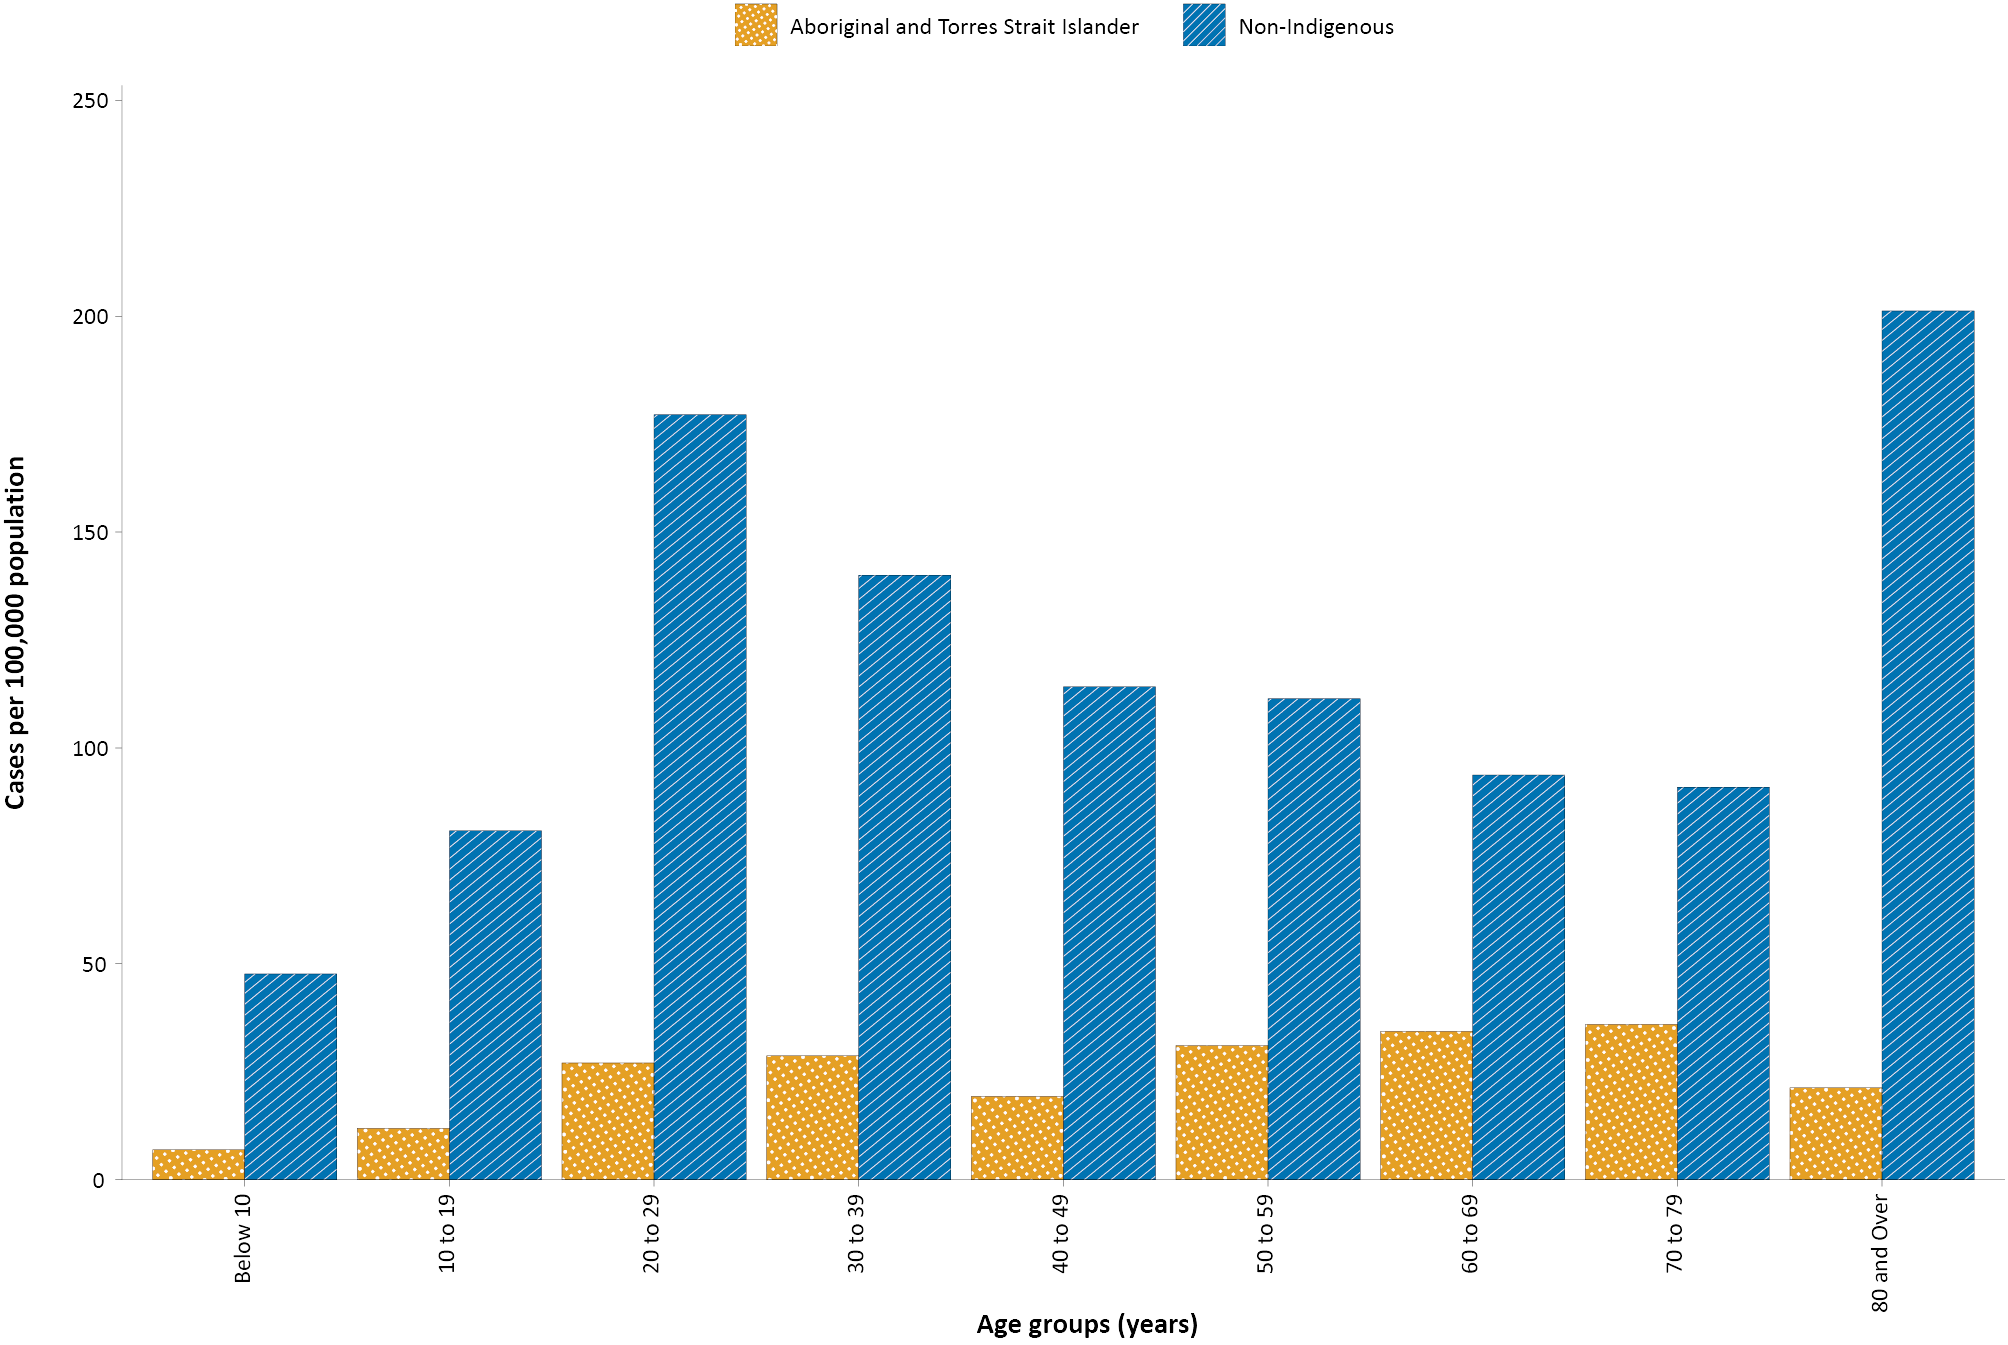 Aboriginal and Torres Strait Islander
Non-Indigenous
250
200
150
100
50
0
Cases per 100,000 population
Below 10
10 to 19
20 to 29
30 to 39
40 to 49
50 to 59
60 to 69
70 to 79
80 and Over
Age groups (years)